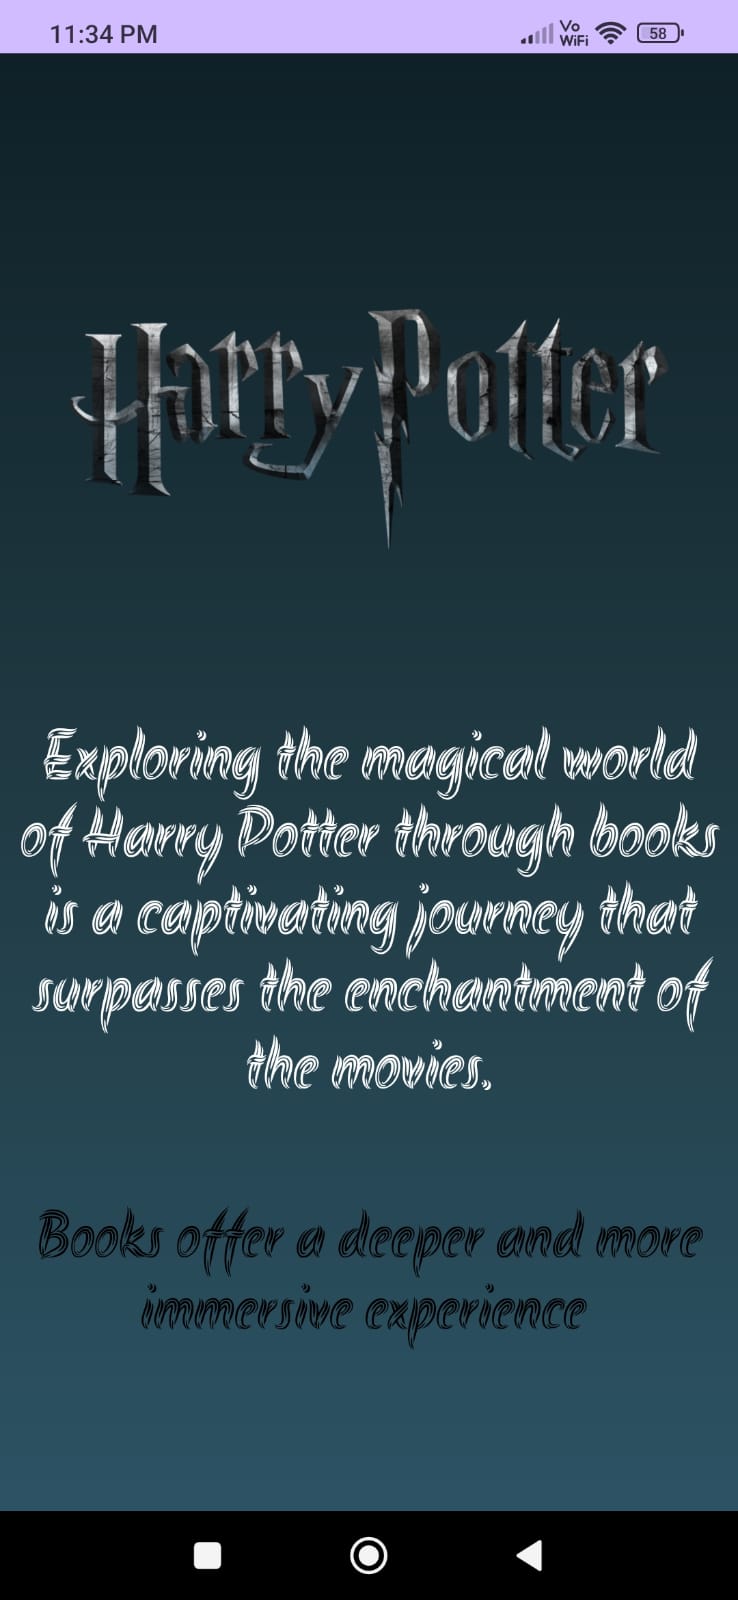 11:34 PM
Vo
WiFi
58
Harry Potter
Exploring the magical world
of Harry Potter through books
is a captivating journey that
surpasses the enchantment of
the movies.
Books offer a deeper and more
immersive experience